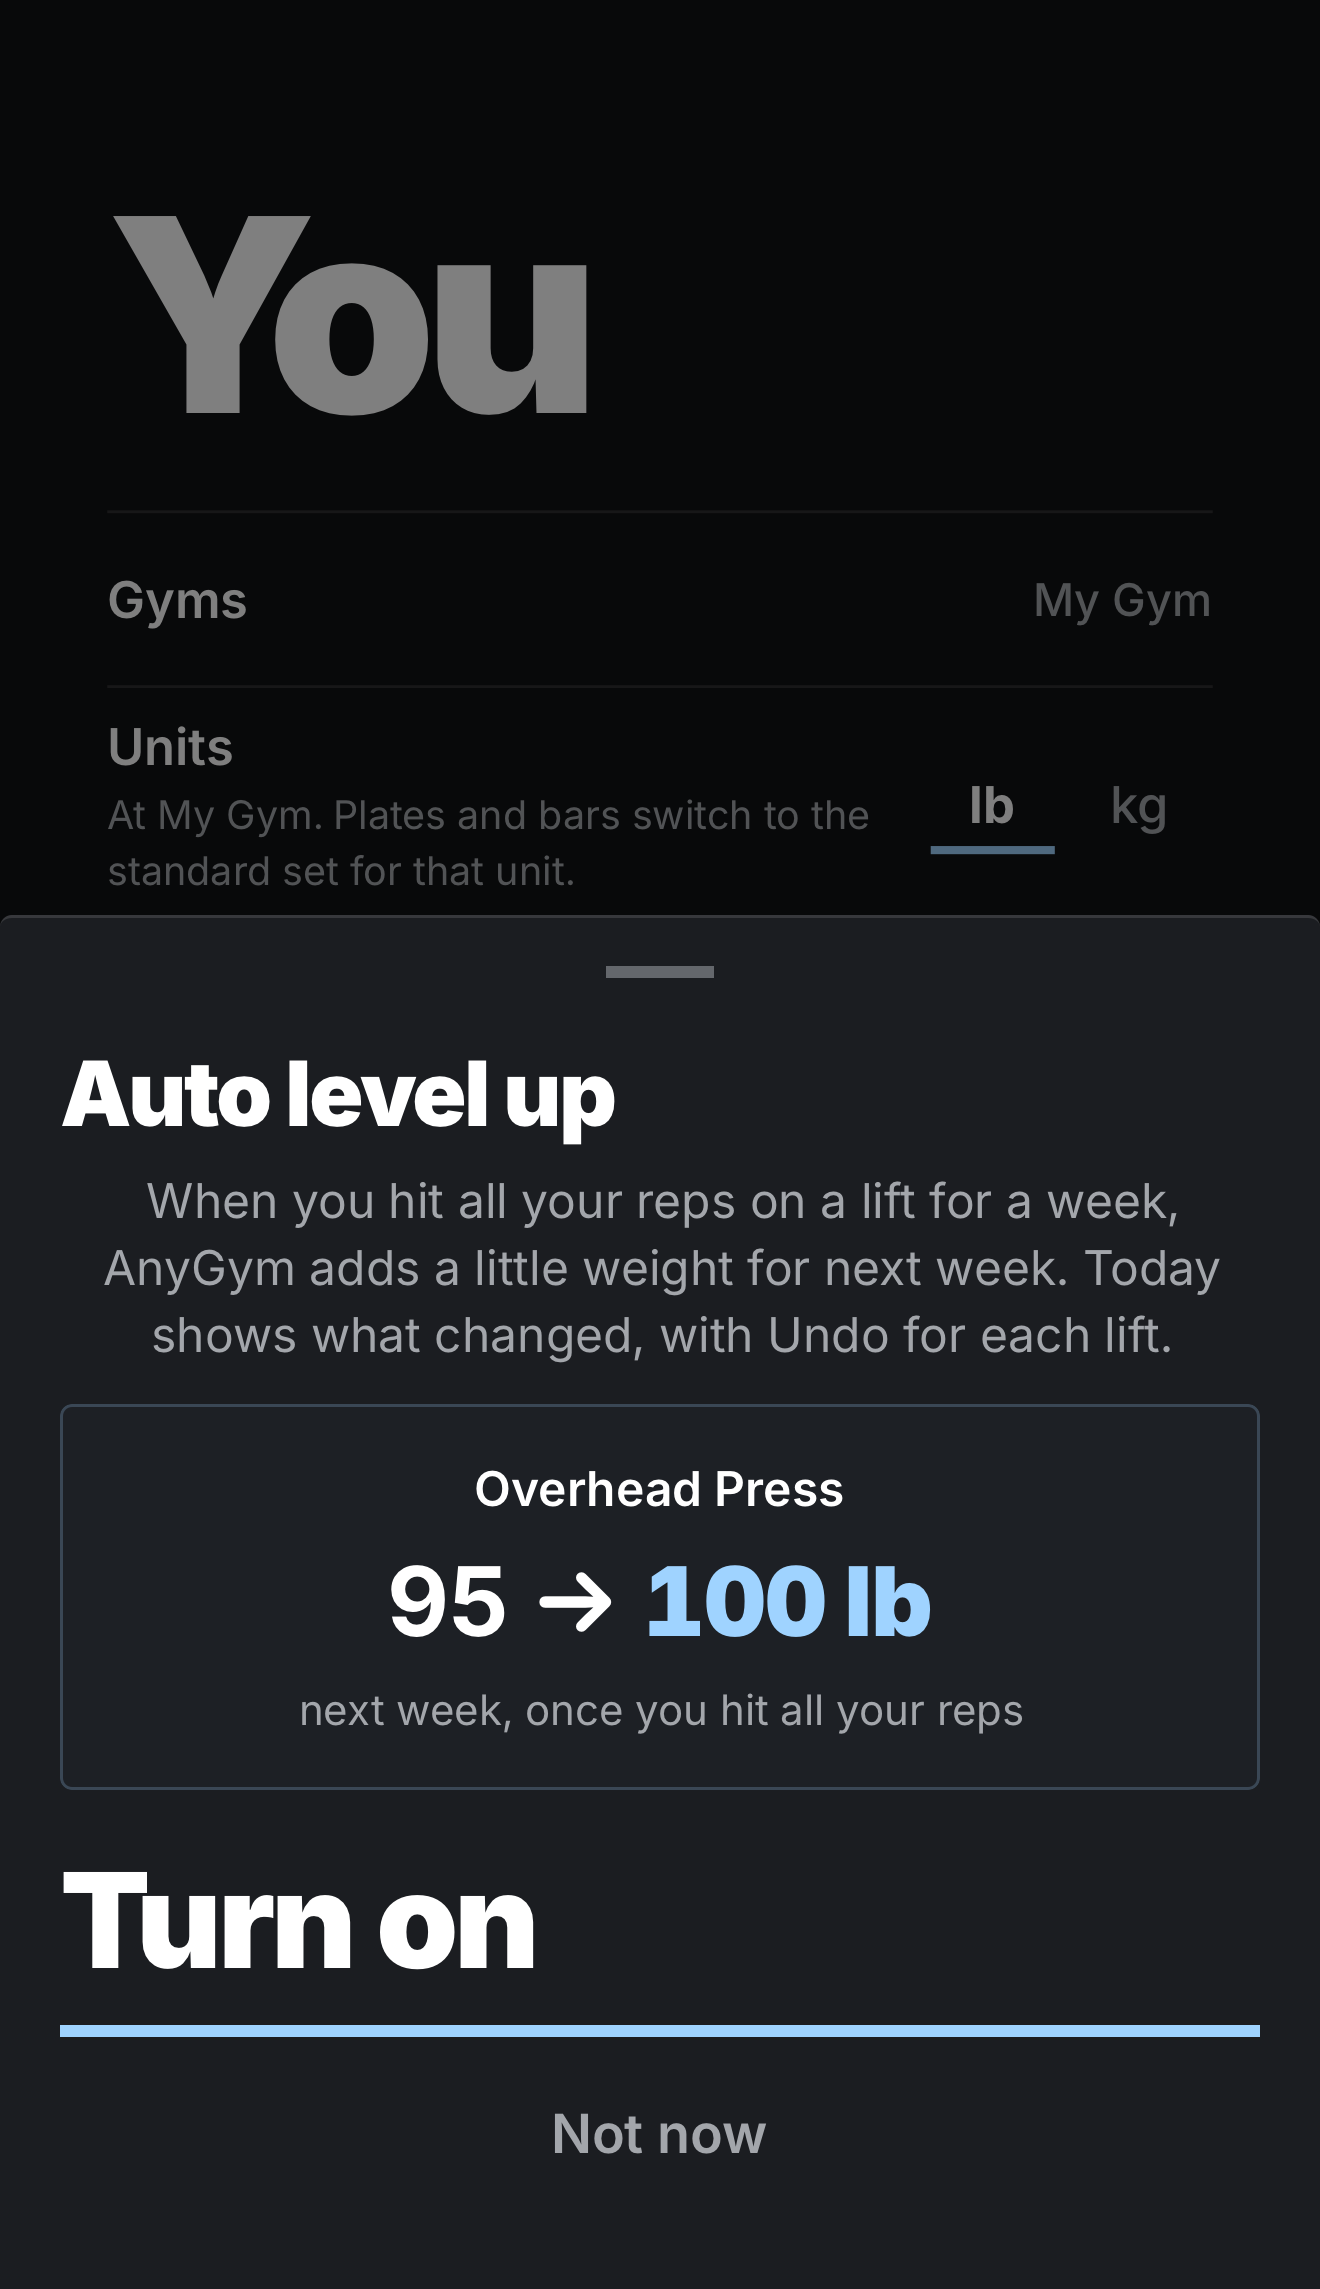 You
Gyms
My Gym
Units
At My Gym. Plates and bars switch to the
standard set for that unit.
lb
kg
Auto level up
When you hit all your reps on a lift for a week,
AnyGym adds a little weight for next week. Today
shows what changed, with Undo for each lift.
Overhead Press
95 → 100 lb
next week, once you hit all your reps
Turn on
Not now